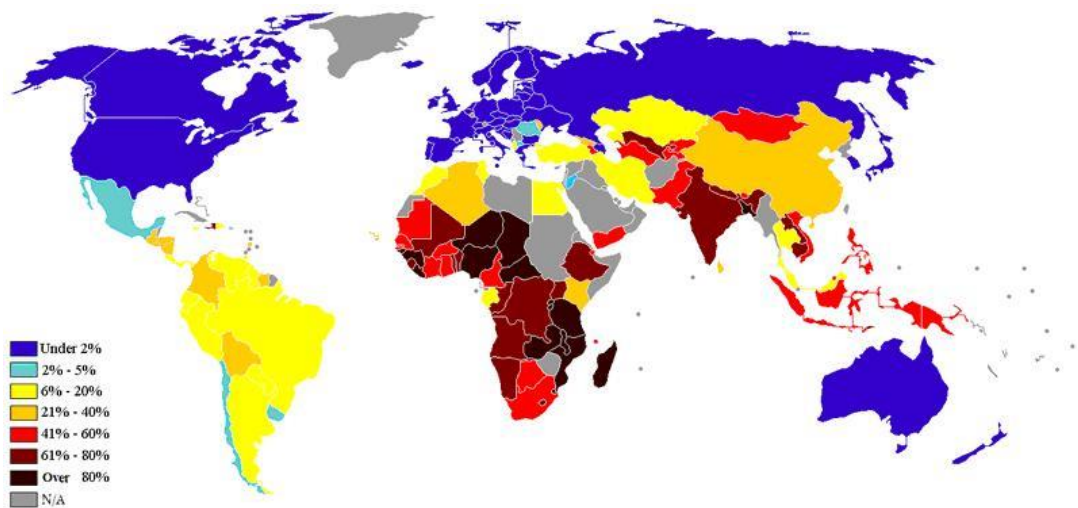 Under 2%
2% - 5%
6% - 20%
21% - 40%
41% - 60%
61% - 80%
Over 80%
N/A